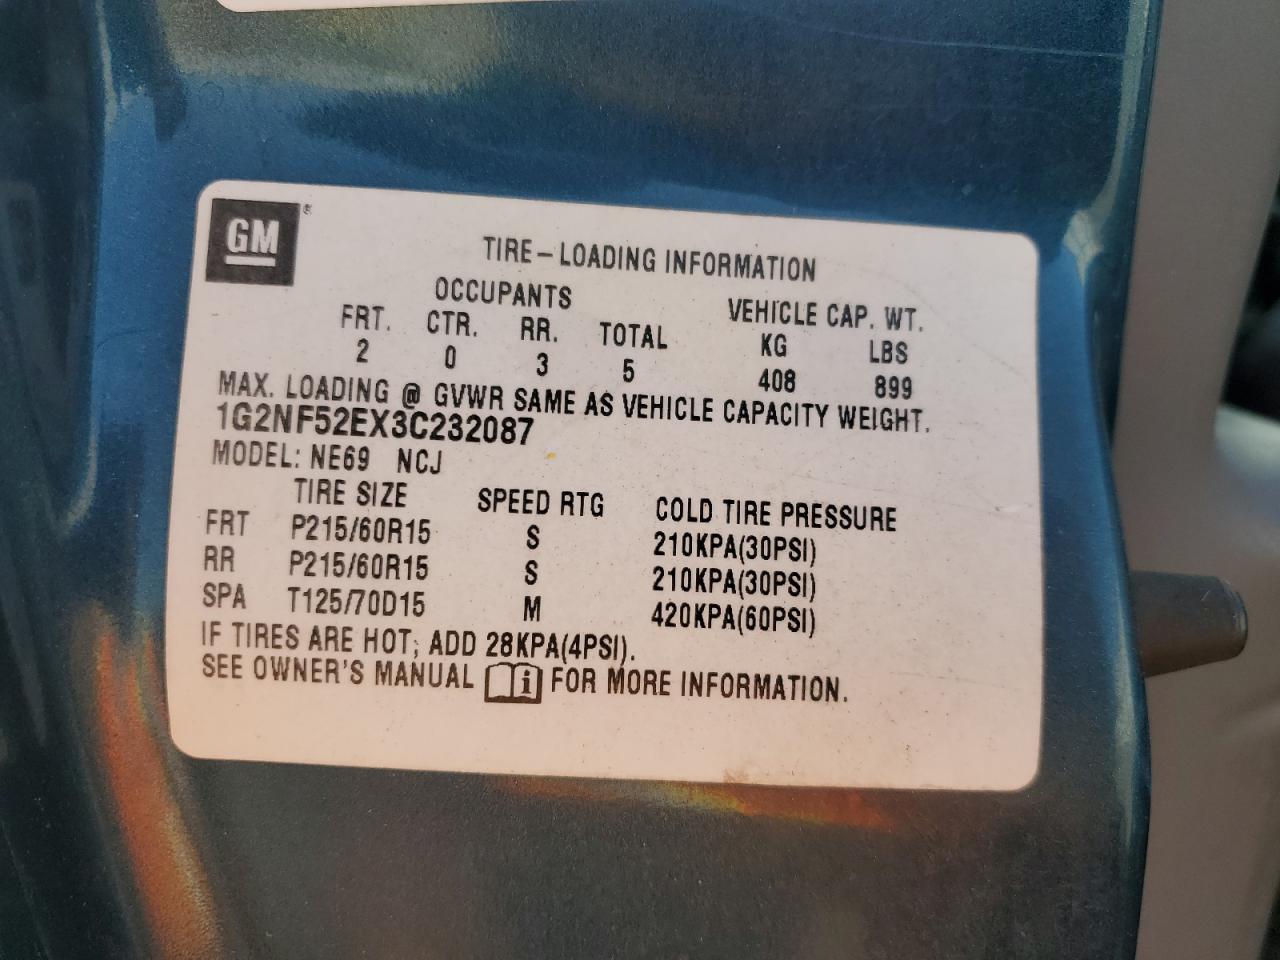 GM®
TIRE-LOADING INFORMATION
OCCUPANTS VEHICLE CAP. WT.
FRT. CTR. RR. TOTAL KG LBS
2 0 3 5 408 899
MAX. LOADING @ GVWR SAME AS VEHICLE CAPACITY WEIGHT.
1G2NF52EX3C232087
MODEL: NE69 NCJ
TIRE SIZE SPEED RTG COLD TIRE PRESSURE
FRT P215/60R15 S 210KPA(30PSI)
RR P215/60R15 S 210KPA(30PSI)
SPA T125/70D15 M 420KPA(60PSI)
IF TIRES ARE HOT; ADD 28KPA(4PSI).
SEE OWNER'S MANUAL i FOR MORE INFORMATION.